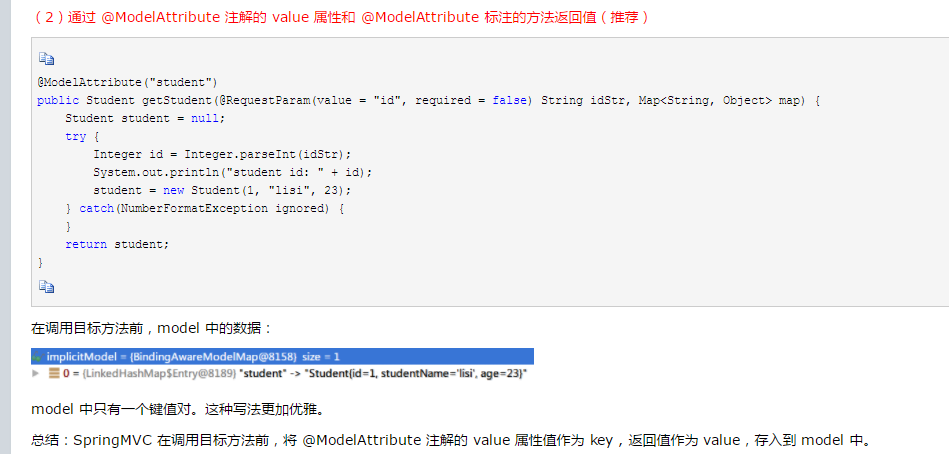 （2）通过 @ModelAttribute 注解的 value 属性和 @ModelAttribute 标注的方法返回值（推荐）
@ModelAttribute("student")
public Student getStudent(@RequestParam(value = "id", required = false) String idStr, Map<String, Object> map) {
    Student student = null;
    try {
        Integer id = Integer.parseInt(idStr);
        System.out.println("student id: " + id);
        student = new Student(1, "lisi", 23);
    } catch(NumberFormatException ignored) {
    }
    return student;
}
在调用目标方法前，model 中的数据：
implicitModel = {BindingAwareModelMap@8158} size = 1
0 = {LinkedHashMap$Entry@8189} "student" -> "Student{id=1, studentName='lisi', age=23}"
model 中只有一个键值对。这种写法更加优雅。
总结：SpringMVC 在调用目标方法前，将 @ModelAttribute 注解的 value 属性值作为 key，返回值作为 value，存入到 model 中。